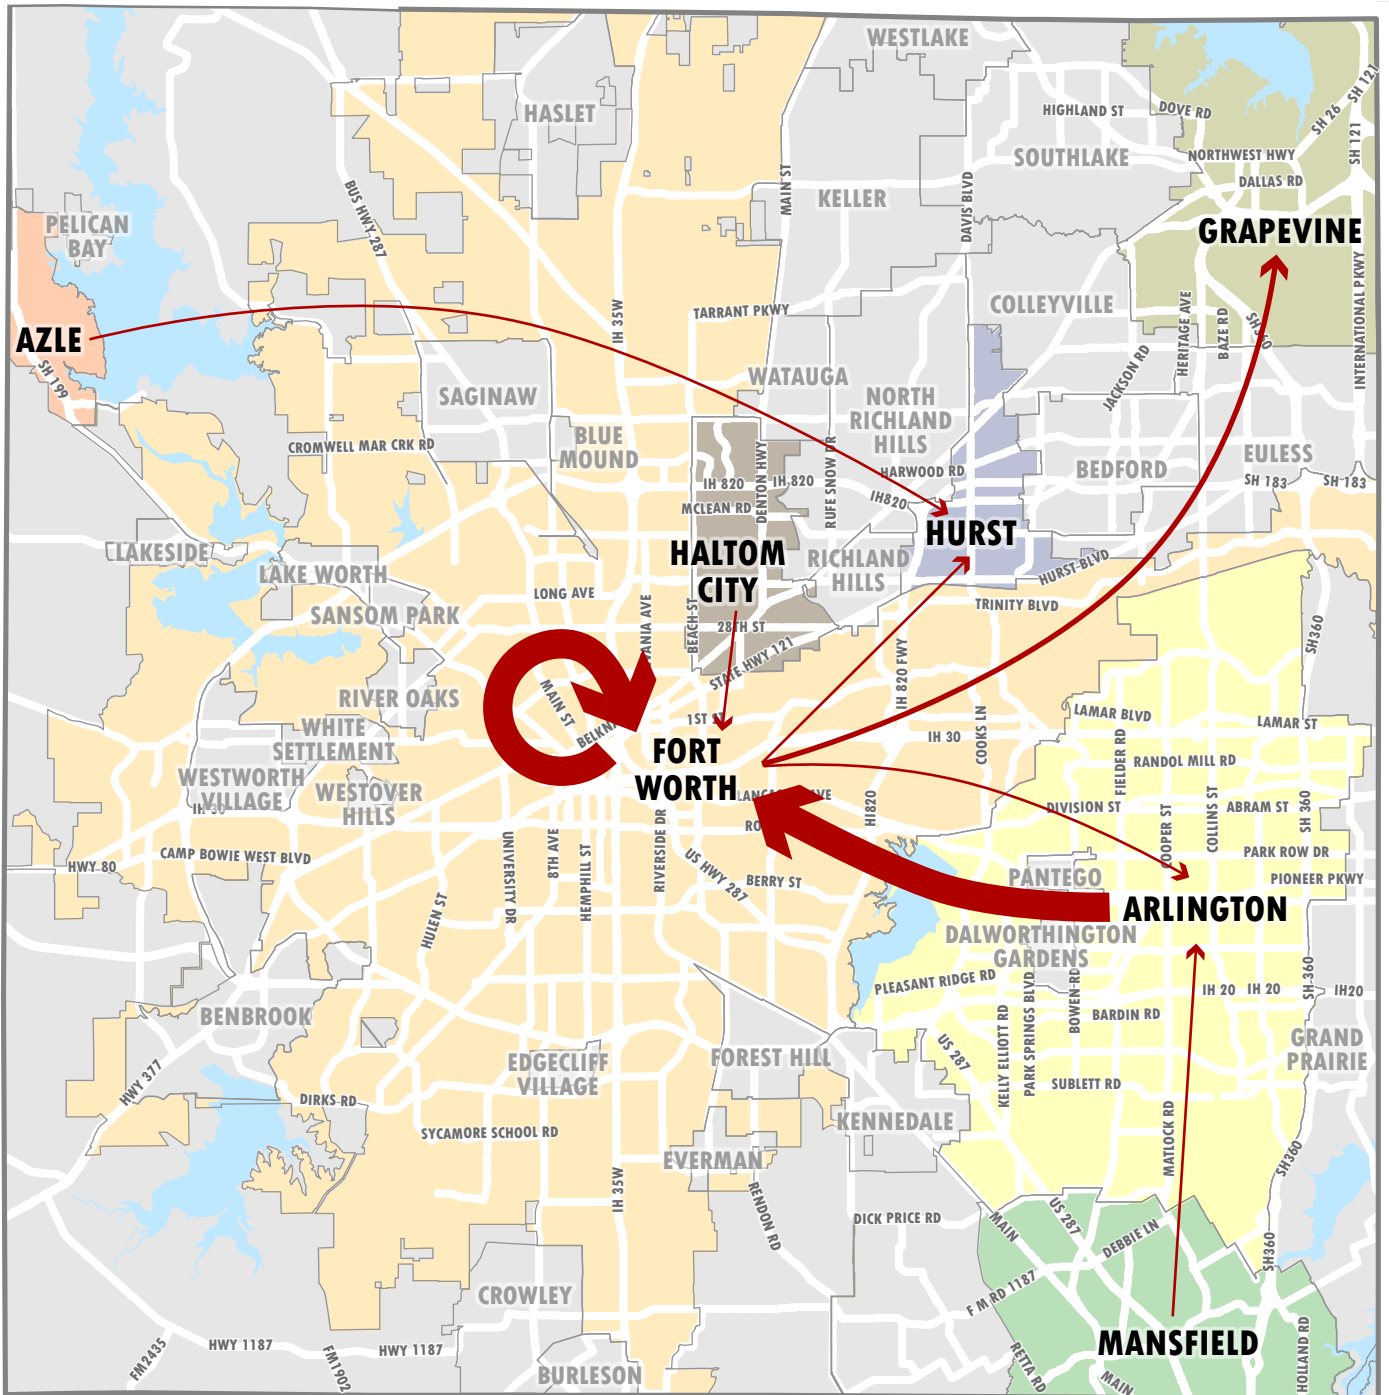 WESTLAKE
HASLET
HIGHLAND ST
DOVE RD
SH 26
SH 121
SH 121
SOUTHLAKE
NORTHWEST HWY
DALLAS RD
MAIN ST
KELLER
DAVIS BLVD
BUS HWY 287
PELICAN
BAY
GRAPEVINE
INTERNATIONAL PKWY
COLLEYVILLE
HERITAGE AVE
BAZE RD
SH 360
IH 35W
TARRANT PKWY
AZLE
SH 199
JACKSON RD
WATAUGA
SAGINAW
NORTH
RICHLAND
HILLS
BLUE
MOUND
CROMWELL MAR CRK RD
DENTON HWY
RUFE SNOW DR
HARWOOD RD
BEDFORD
EULESS
IH 820
IH 820
IH820
SH 183
SH 183
MCLEAN RD
HURST
HALTOM
CITY
RICHLAND
HILLS
HURST BLVD
LAKESIDE
LAKE WORTH
LONG AVE
TRINITY BLVD
SANSOM PARK
VANIA AVE
BEACH ST
28TH ST
STATE HWY 121
IH 820 FWY
SH360
RIVER OAKS
MAIN ST
BELKNA
1ST ST
COOKS LN
LAMAR BLVD
LAMAR ST
WHITE
SETTLEMENT
FORT
WORTH
IH 30
FIELDER RD
RANDOL MILL RD
WESTWORTH
VILLAGE
IH 30
WESTOVER
HILLS
LANCAS
AVE
HI820
DIVISION ST
COOPER ST
COLLINS ST
ABRAM ST
SH 360
RO
HWY 80
CAMP BOWIE WEST BLVD
UNIVERSITY DR
8TH AVE
HEMPHILL ST
RIVERSIDE DR
US HWY 287
BERRY ST
PARK ROW DR
PIONEER PKWY
PANTEGO
ARLINGTON
HULEN ST
DALWORTHINGTON
GARDENS
PLEASANT RIDGE RD
BOWEN RD
IH 20
IH 20
SH 360
IH20
BENBROOK
KELLY ELLIOTT RD
PARK SPRINGS BLVD
BARDIN RD
GRAND
PRAIRIE
US 287
EDGECLIFF
VILLAGE
FOREST HILL
HWY 377
DIRKS RD
SUBLETT RD
KENNEDALE
SYCAMORE SCHOOL RD
MATLOCK RD
EVERMAN
SH360
IH 35W
RENDON RD
DICK PRICE RD
MAIN
US 287
DEBBIE LN
SH360
F M RD 1187
CROWLEY
MANSFIELD
HOLLAND RD
FM2435
HWY 1187
FM1902
HWY 1187
BURLESON
RETTA RD
MAIN